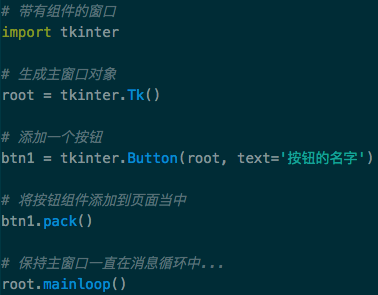 # 带有组件的窗口
import tkinter
# 生成主窗口对象
root = tkinter.Tk()
# 添加一个按钮
btn1 = tkinter.Button(root, text='按钮的名字')
# 将按钮组件添加到页面当中
btn1.pack()
# 保持主窗口一直在消息循环中...
root.mainloop()